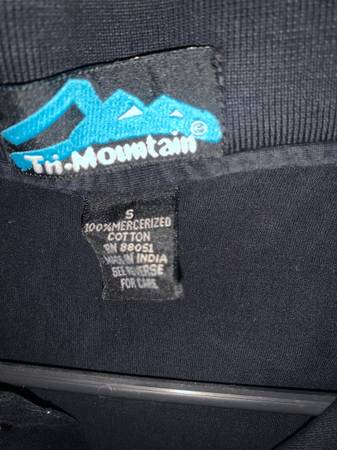 Tri-Mountain®
S
100%MERCERIZED
COTTON
RN 88051
MADE IN INDIA
SEE REVERSE
FOR CARE